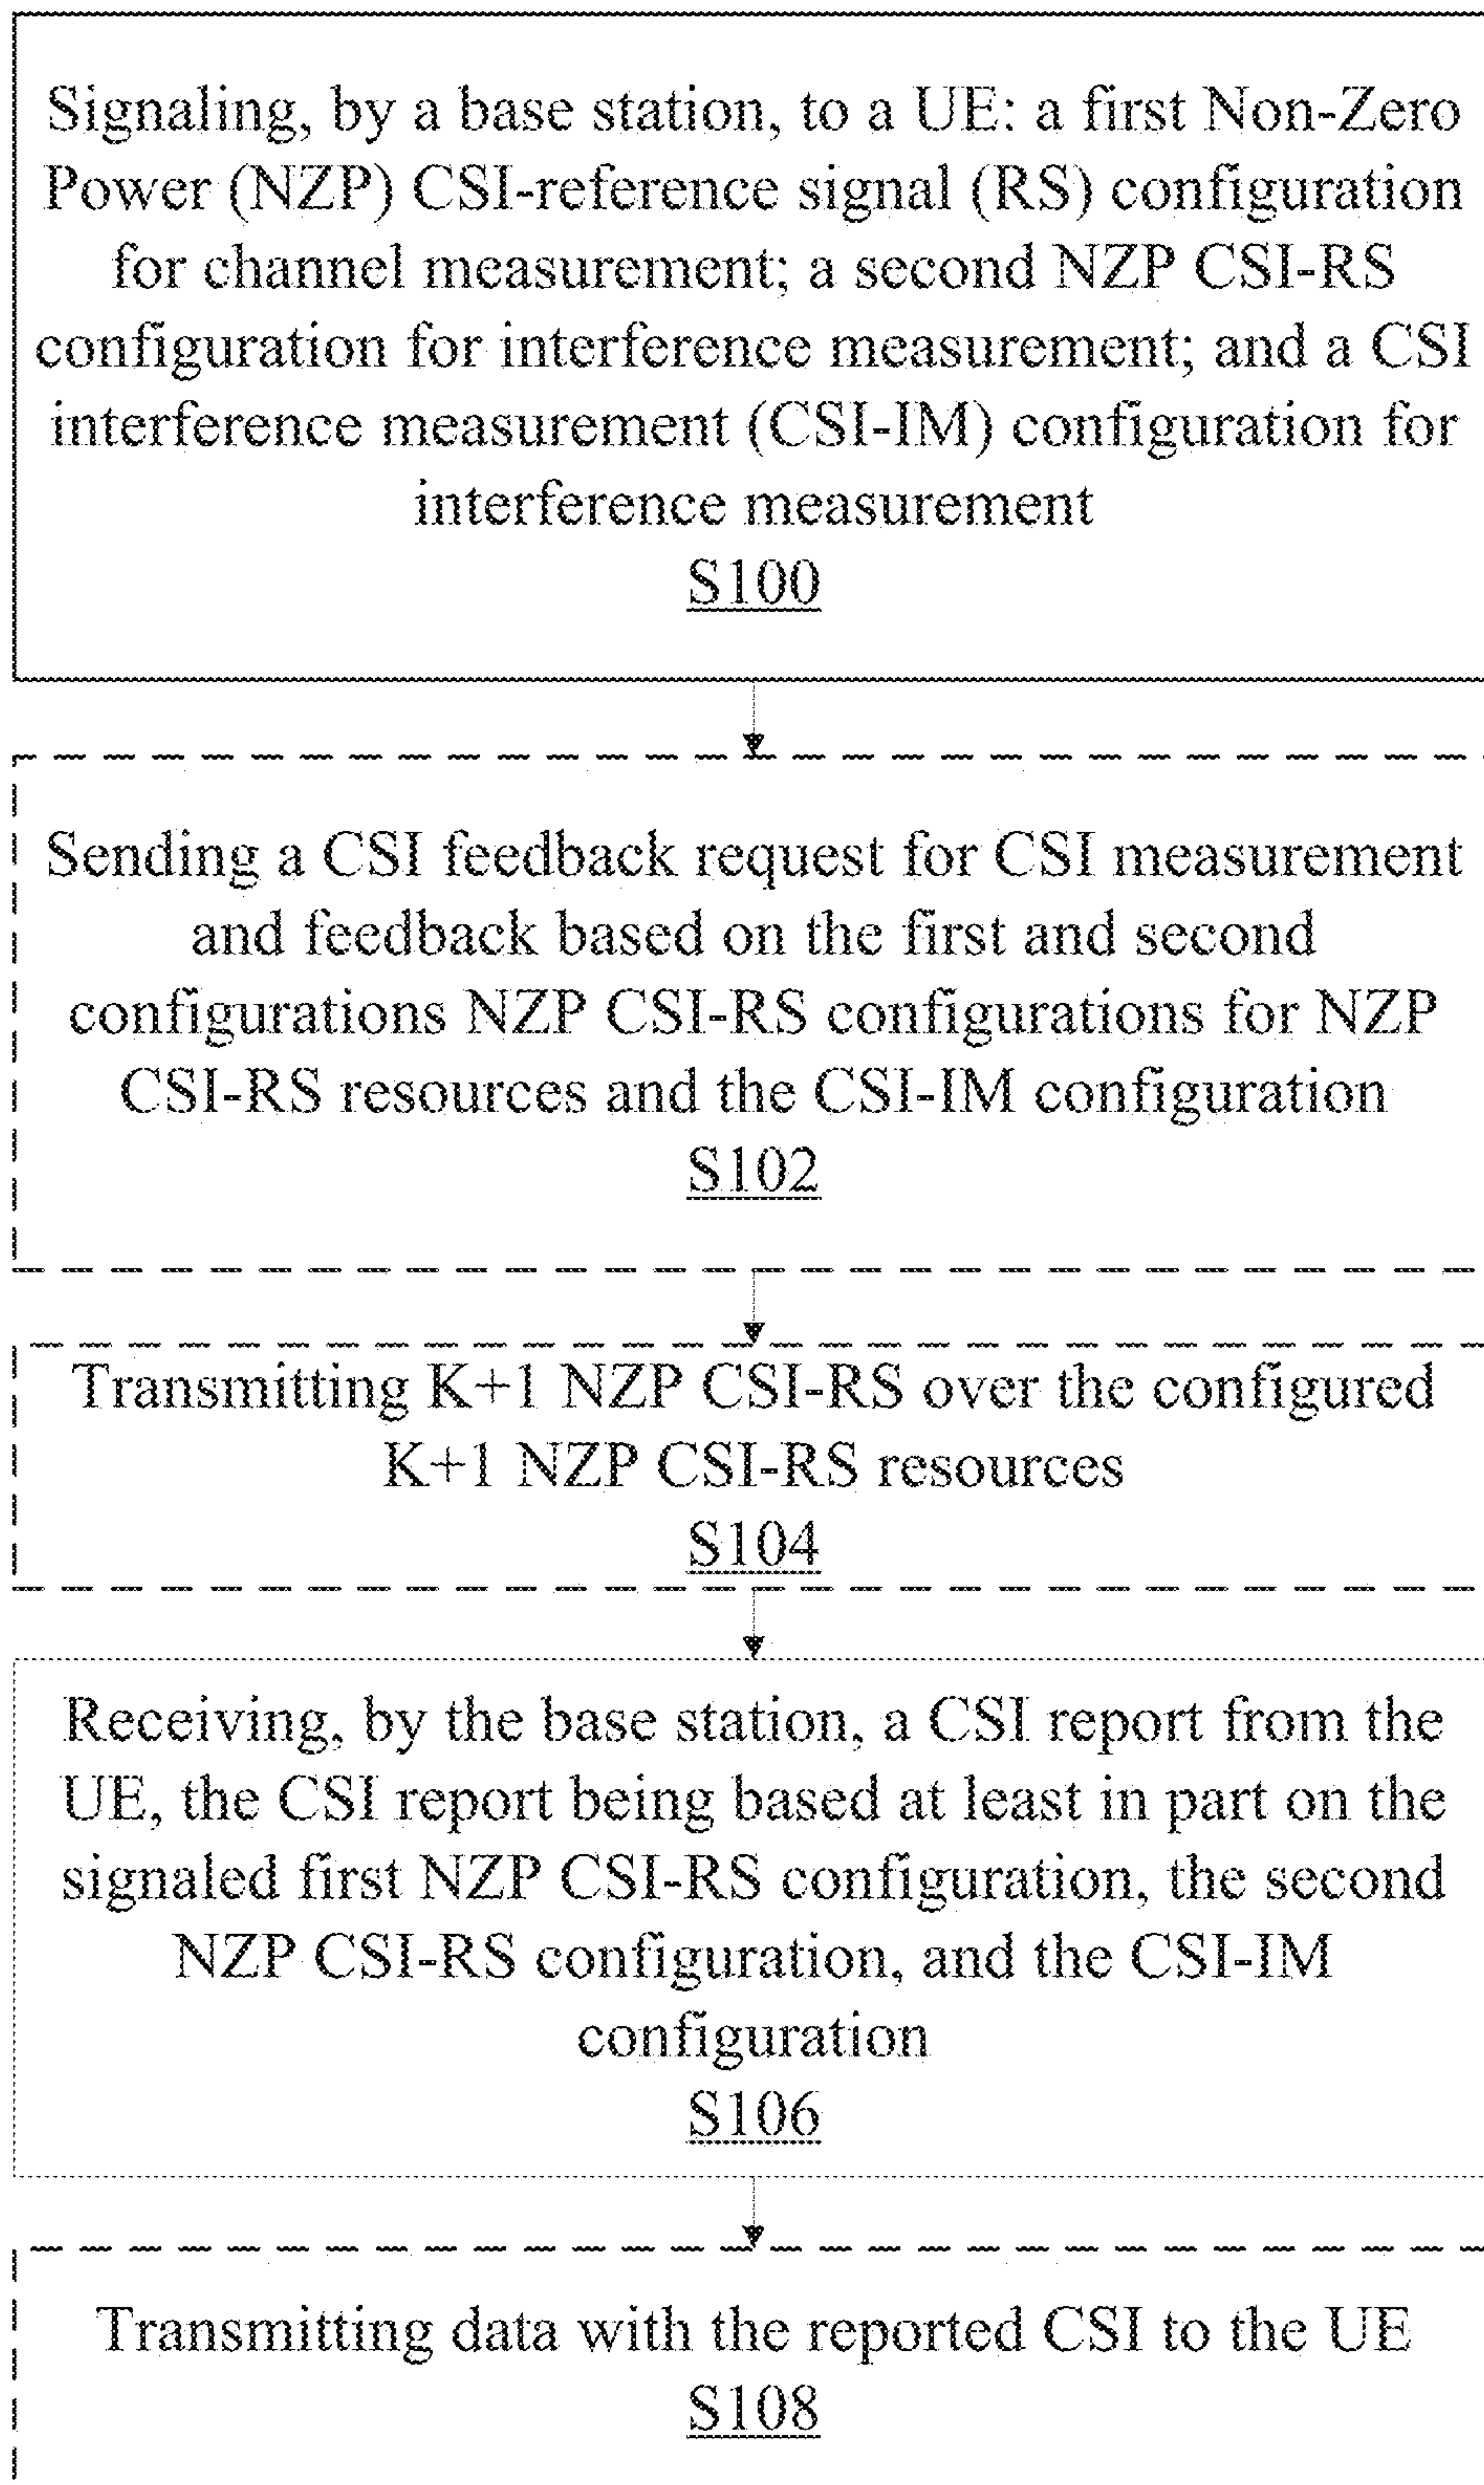 Signaling, by a base station, to a UE: a first Non-Zero
Power (NZP) CSI-reference signal (RS) configuration
for channel measurement; a second NZP CSI-RS
configuration for interference measurement; and a CSI
interference measurement (CSI-IM) configuration for
interference measurement
S100
Sending a CSI feedback request for CSI measurement
and feedback based on the first and second
configurations NZP CSI-RS configurations for NZP
CSI-RS resources and the CSI-IM configuration
S102
Transmitting K+1 NZP CSI-RS over the configured
K+1 NZP CSI-RS resources
S104
Receiving, by the base station, a CSI report from the
UE, the CSI report being based at least in part on the
signaled first NZP CSI-RS configuration, the second
NZP CSI-RS configuration, and the CSI-IM
configuration
S106
Transmitting data with the reported CSI to the UE
S108